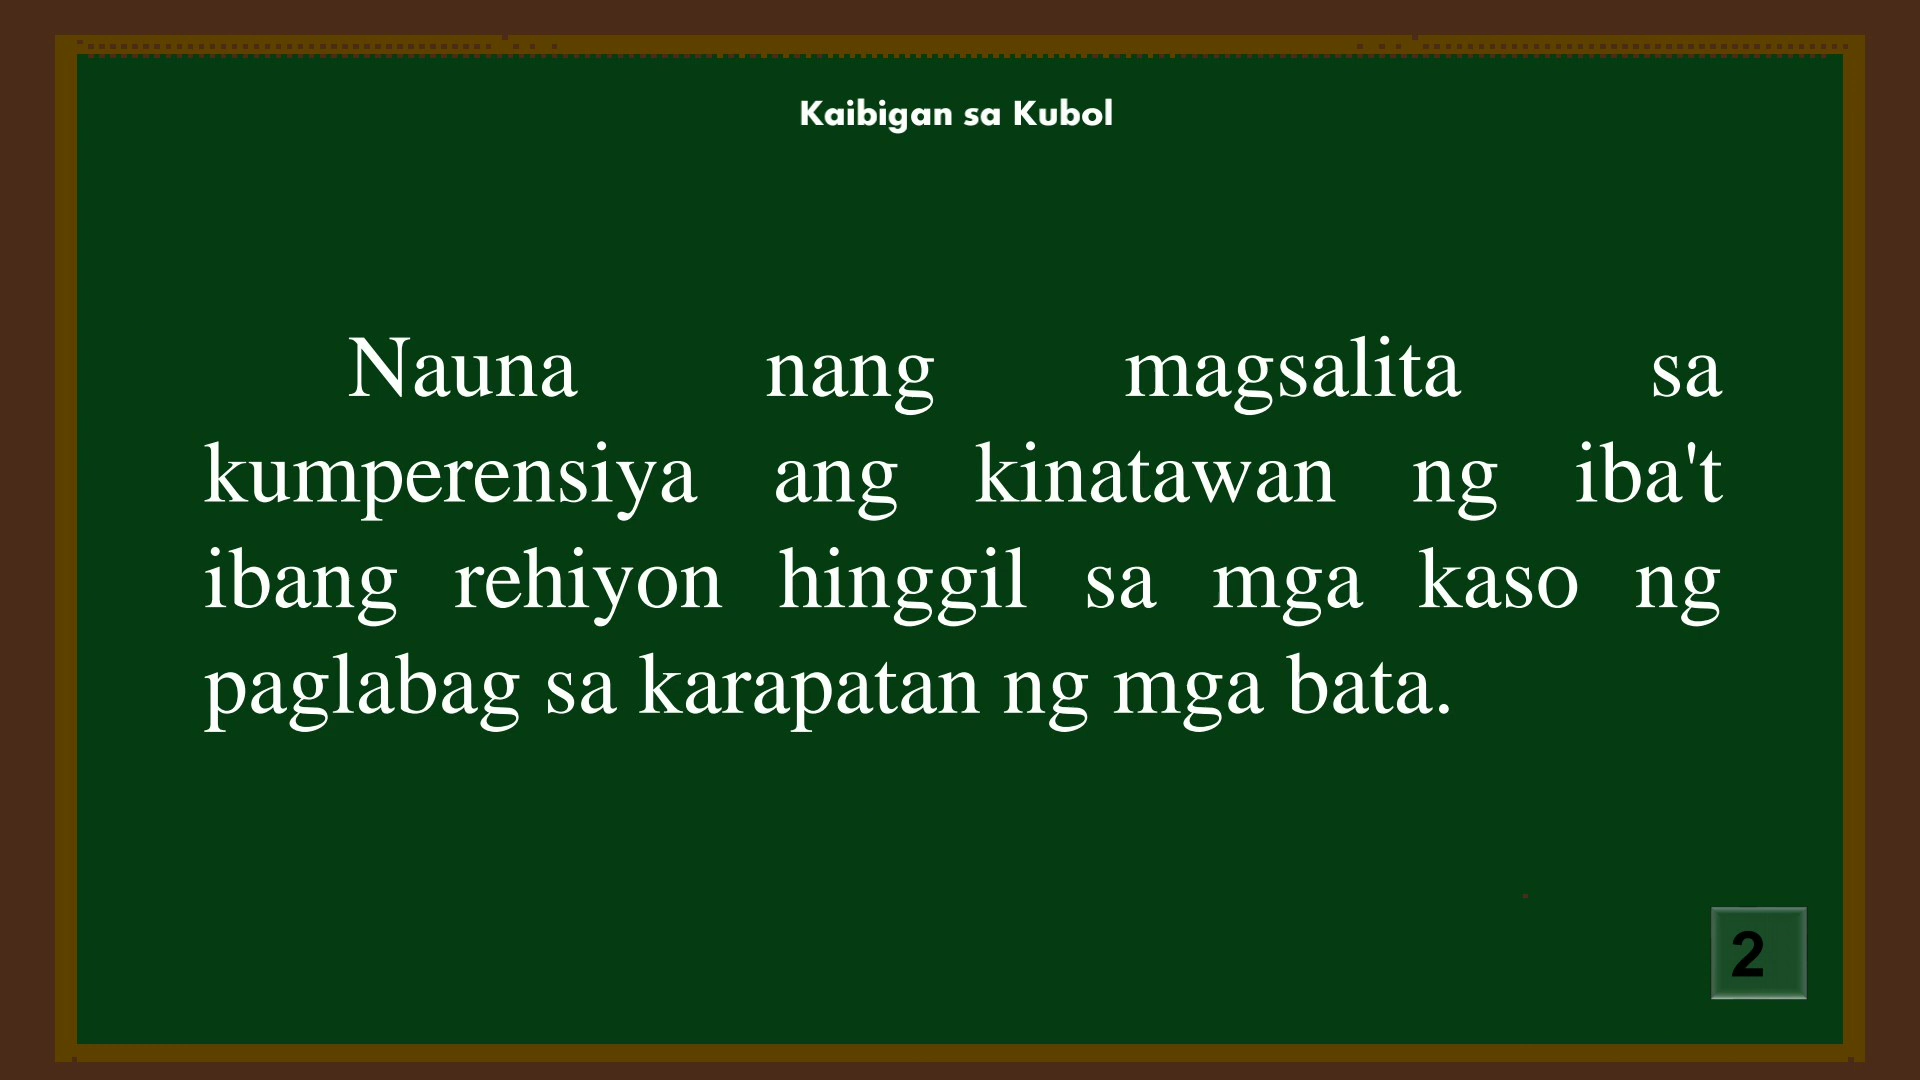 Kaibigan sa Kubol
Nauna nang magsalita sa
kumperensiya ang kinatawan ng iba't
ibang rehiyon hinggil sa mga kaso ng
paglabag sa karapatan ng mga bata.
2